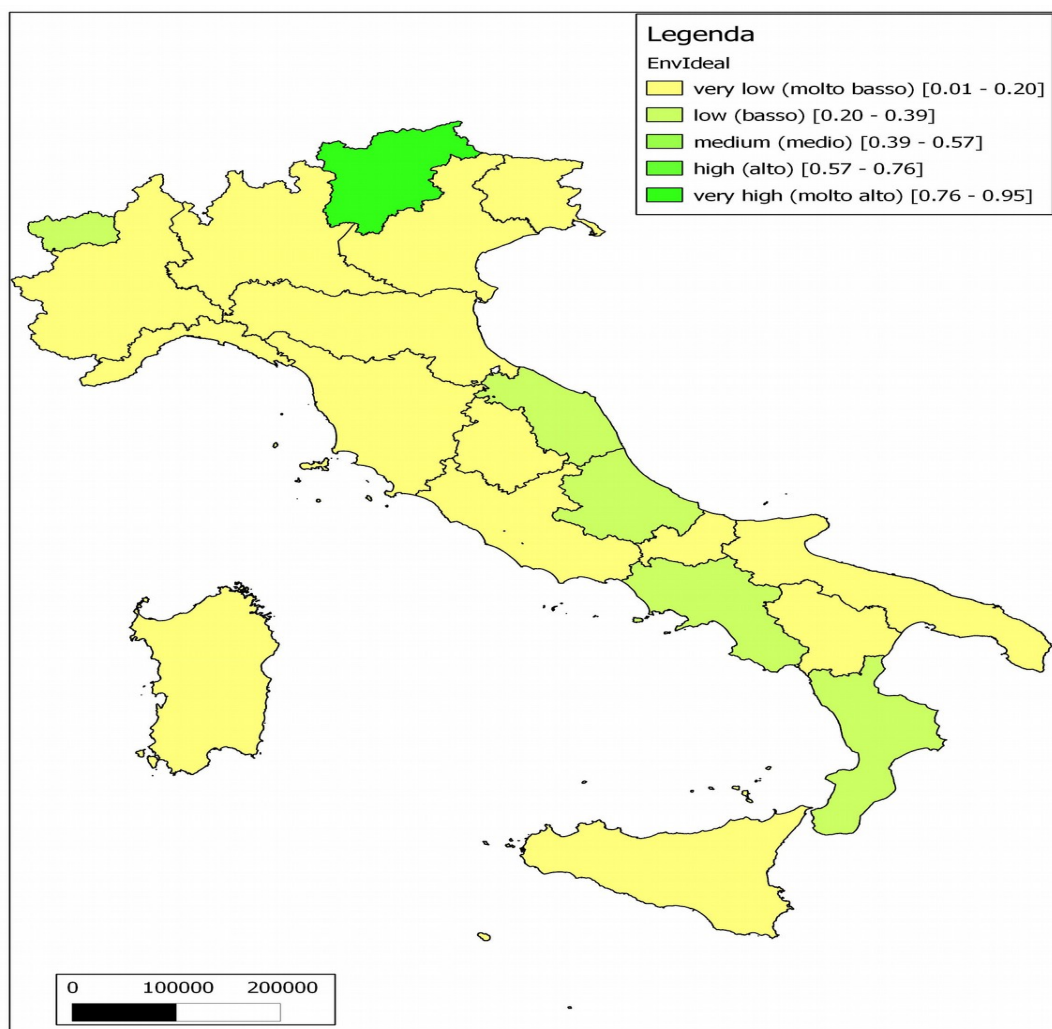 Legenda
EnvIdeal
very low (molto basso) [0.01 - 0.20]
low (basso) [0.20 - 0.39]
medium (medio) [0.39 - 0.57]
high (alto) [0.57 - 0.76]
very high (molto alto) [0.76 - 0.95]
0 100000 200000